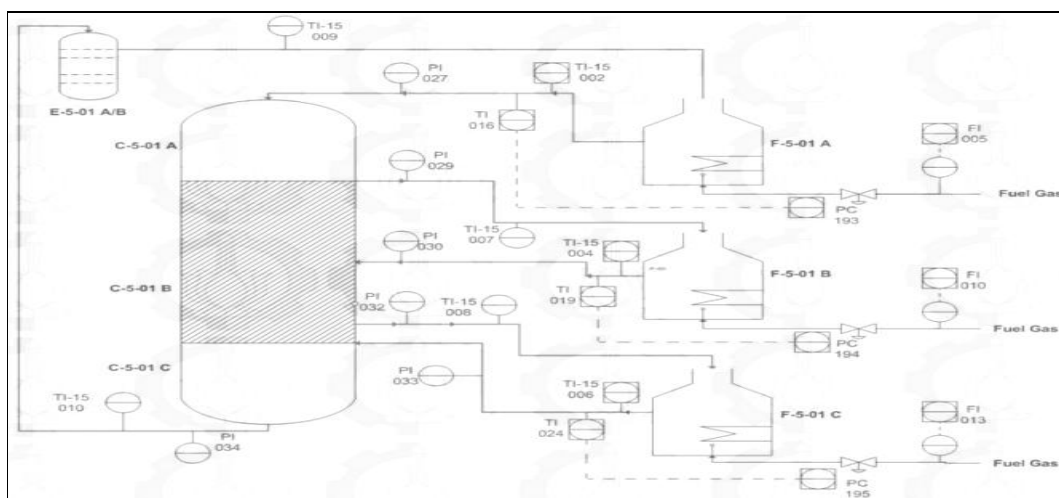 TI-15
009
PI
027
TI-15
002
E-5-01 A/B
C-5-01 A
TI
016
F-5-01 A
FI
005
PI
029
Fuel Gas
PC
193
TI-15
007
PI
030
TI-15
004
F-5-01 B
C-5-01 B
PI
032
TI-15
008
TI
019
FI
010
Fuel Gas
PC
194
C-5-01 C
PI
033
TI-15
006
TI-15
010
TI
024
F-5-01 C
FI
013
PI
034
Fuel Gas
PC
195